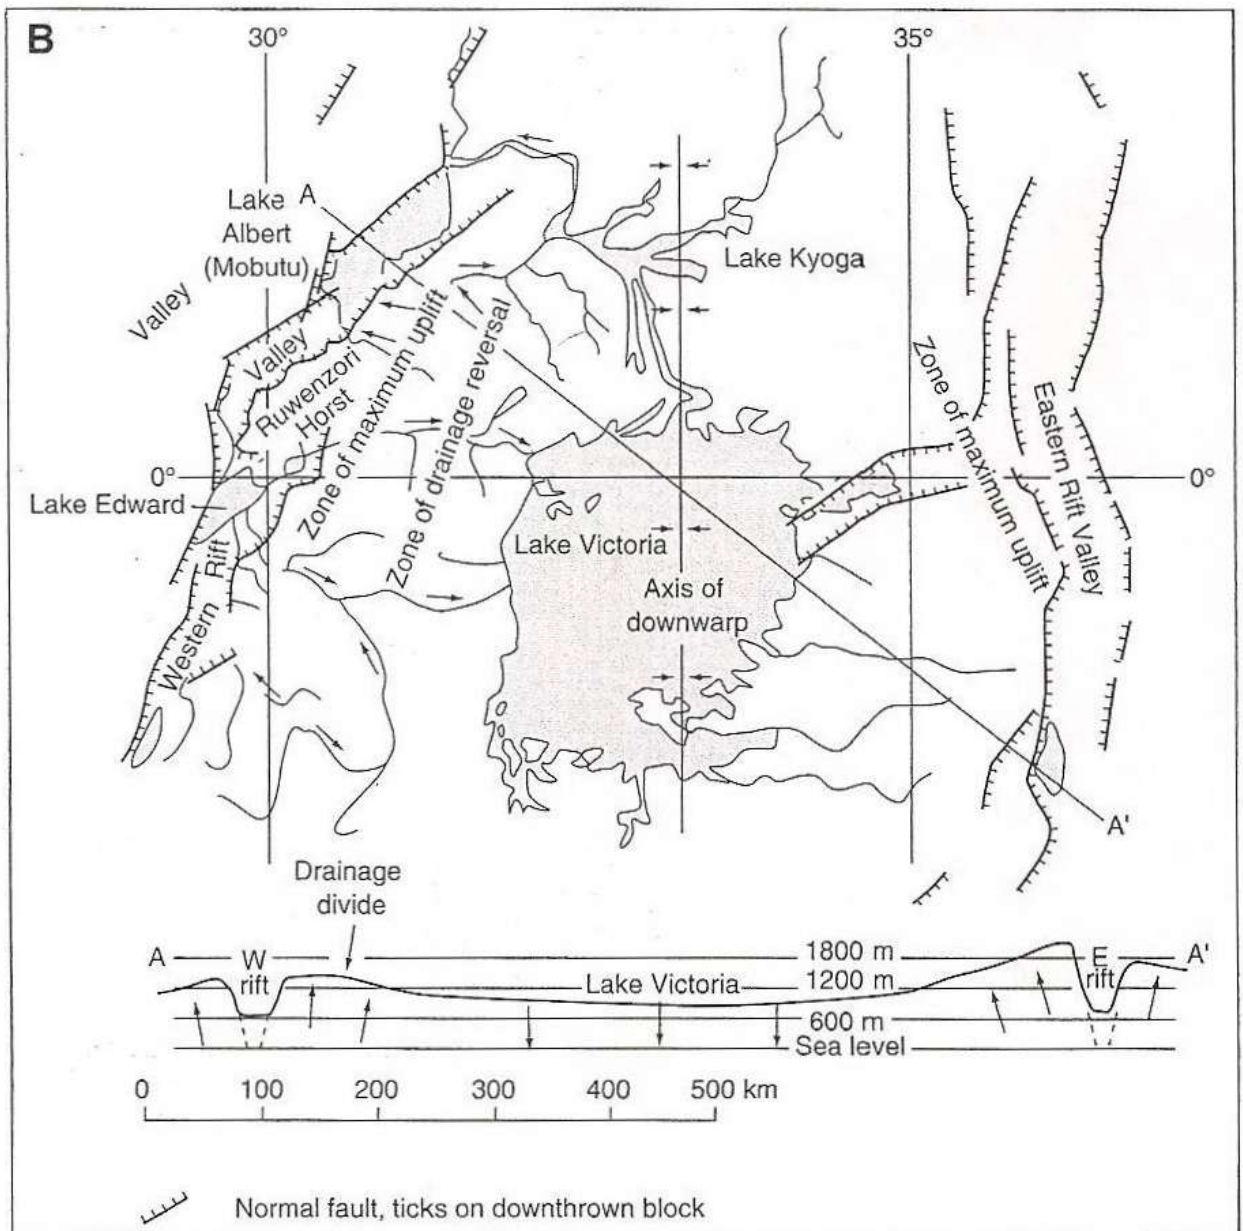 B
30°
35°
Lake
Albert
(Mobutu)
A
Lake Kyoga
Valley
Valley
Ruwenzori
Horst
Zone of maximum uplift
Zone of drainage reversal
Zone of maximum uplift
Eastern Rift Valley
0°
0°
Lake Edward
Lake Victoria
Axis of
downwarp
Western
Rift
A'
Drainage
divide
A
W
rift
1800 m
Lake Victoria
1200 m
600 m
Sea level
E
rift
A'
0
100
200
300
400
500 km
Normal fault, ticks on downthrown block